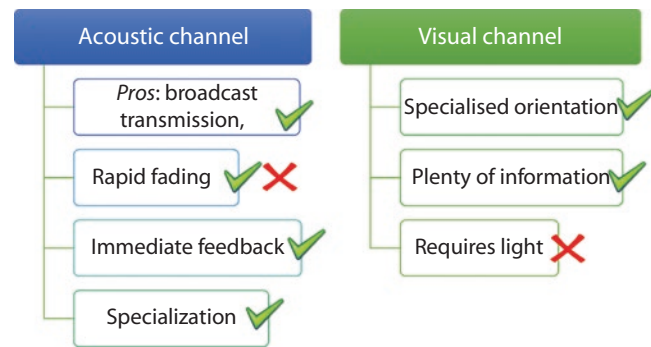 Acoustic channel
Pros: broadcast
transmission,
Rapid fading
Immediate feedback
Specialization
Visual channel
Specialised orientation
Plenty of information
Requires light